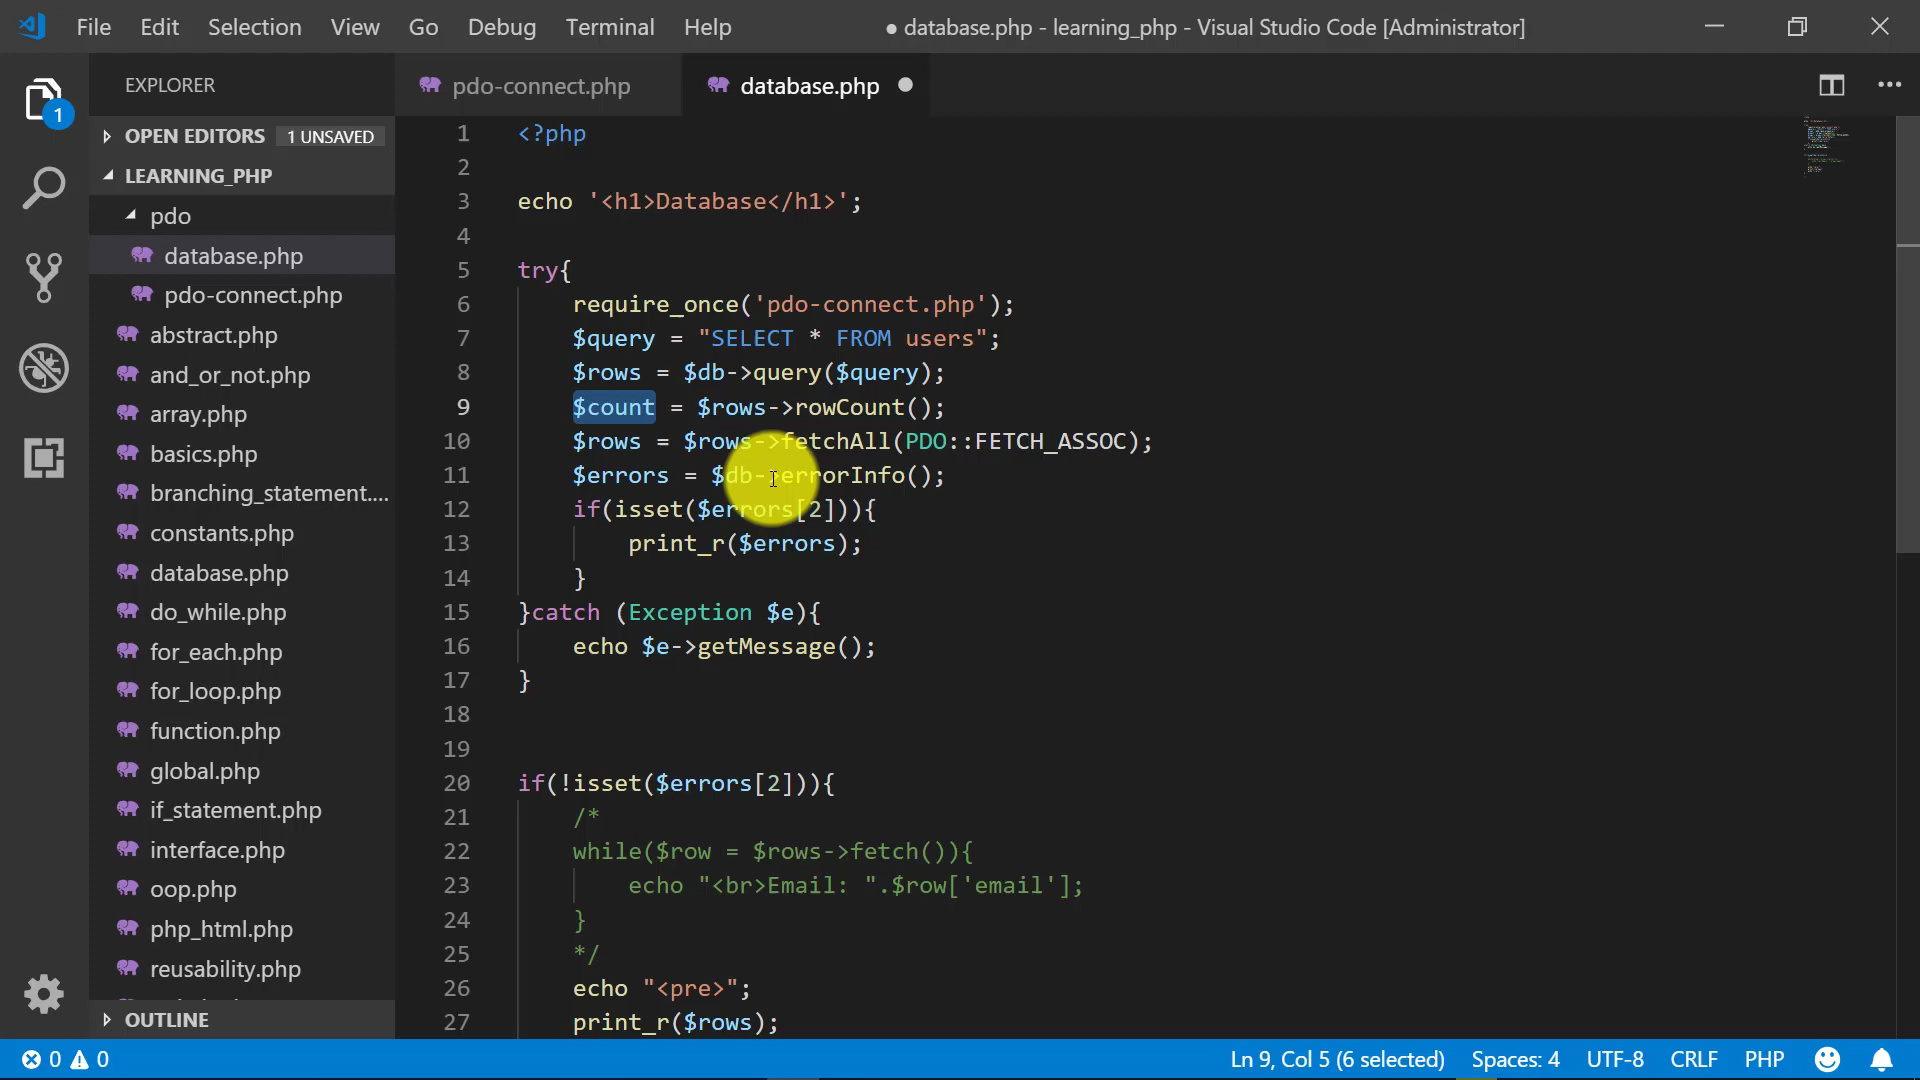 File Edit Selection View Go Debug Terminal Help ● database.php - learning_php - Visual Studio Code [Administrator]
EXPLORER
pdo-connect.php
database.php
1
OPEN EDITORS 1 UNSAVED
LEARNING_PHP
pdo
database.php
pdo-connect.php
abstract.php
and_or_not.php
array.php
basics.php
branching_statement....
constants.php
database.php
do_while.php
for_each.php
for_loop.php
function.php
global.php
if_statement.php
interface.php
oop.php
php_html.php
reusability.php
OUTLINE
1 <?php
2
3 echo '<h1>Database</h1>';
4
5 try{
6 require_once('pdo-connect.php');
7 $query = "SELECT * FROM users";
8 $rows = $db->query($query);
9 $count = $rows->rowCount();
10 $rows = $rows->fetchAll(PDO::FETCH_ASSOC);
11 $errors = $db->errorInfo();
12 if(isset($errors[2])){
13 print_r($errors);
14 }
15 }catch (Exception $e){
16 echo $e->getMessage();
17 }
18
19
20 if(!isset($errors[2])){
21 /*
22 while($row = $rows->fetch()){
23 echo "<br>Email: ".$row['email'];
24 }
25 */
26 echo "<pre>";
27 print_r($rows);
0 0 Ln 9, Col 5 (6 selected) Spaces: 4 UTF-8 CRLF PHP